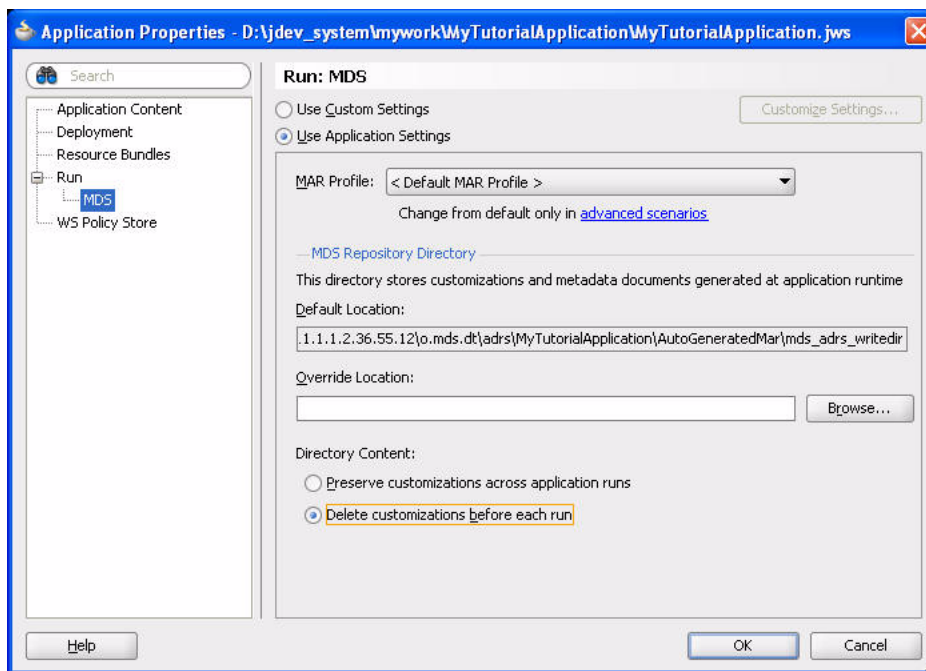 Application Properties - D:\jdev_system\mywork\MyTutorialApplication\MyTutorialApplication.jws
Search
Application Content
Deployment
Resource Bundles
Run
MDS
WS Policy Store
Run: MDS
Use Custom Settings
Customize Settings...
Use Application Settings
MAR Profile: < Default MAR Profile >
Change from default only in advanced scenarios
MDS Repository Directory
This directory stores customizations and metadata documents generated at application runtime
Default Location:
.1.1.1.2.36.55.12\o.mds.dt\adrs\MyTutorialApplication\AutoGeneratedMar\mds_adrs_writedir
Override Location:
Browse...
Directory Content:
Preserve customizations across application runs
Delete customizations before each run
Help
OK
Cancel